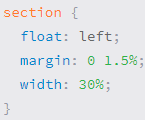 section {
  float: left;
  margin: 0 1.5%;
  width: 30%;
}